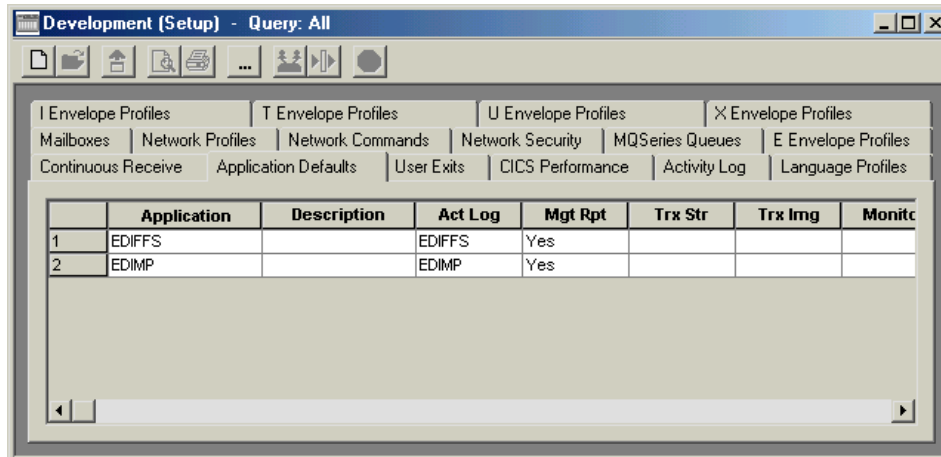 Development (Setup) - Query: All
...
I Envelope Profiles T Envelope Profiles U Envelope Profiles X Envelope Profiles
Mailboxes Network Profiles Network Commands Network Security MQSeries Queues E Envelope Profiles
Continuous Receive Application Defaults User Exits CICS Performance Activity Log Language Profiles
Application Description Act Log Mgt Rpt Trx Str Trx Img Monitc
1 EDIFFS EDIFFS Yes
2 EDIMP EDIMP Yes